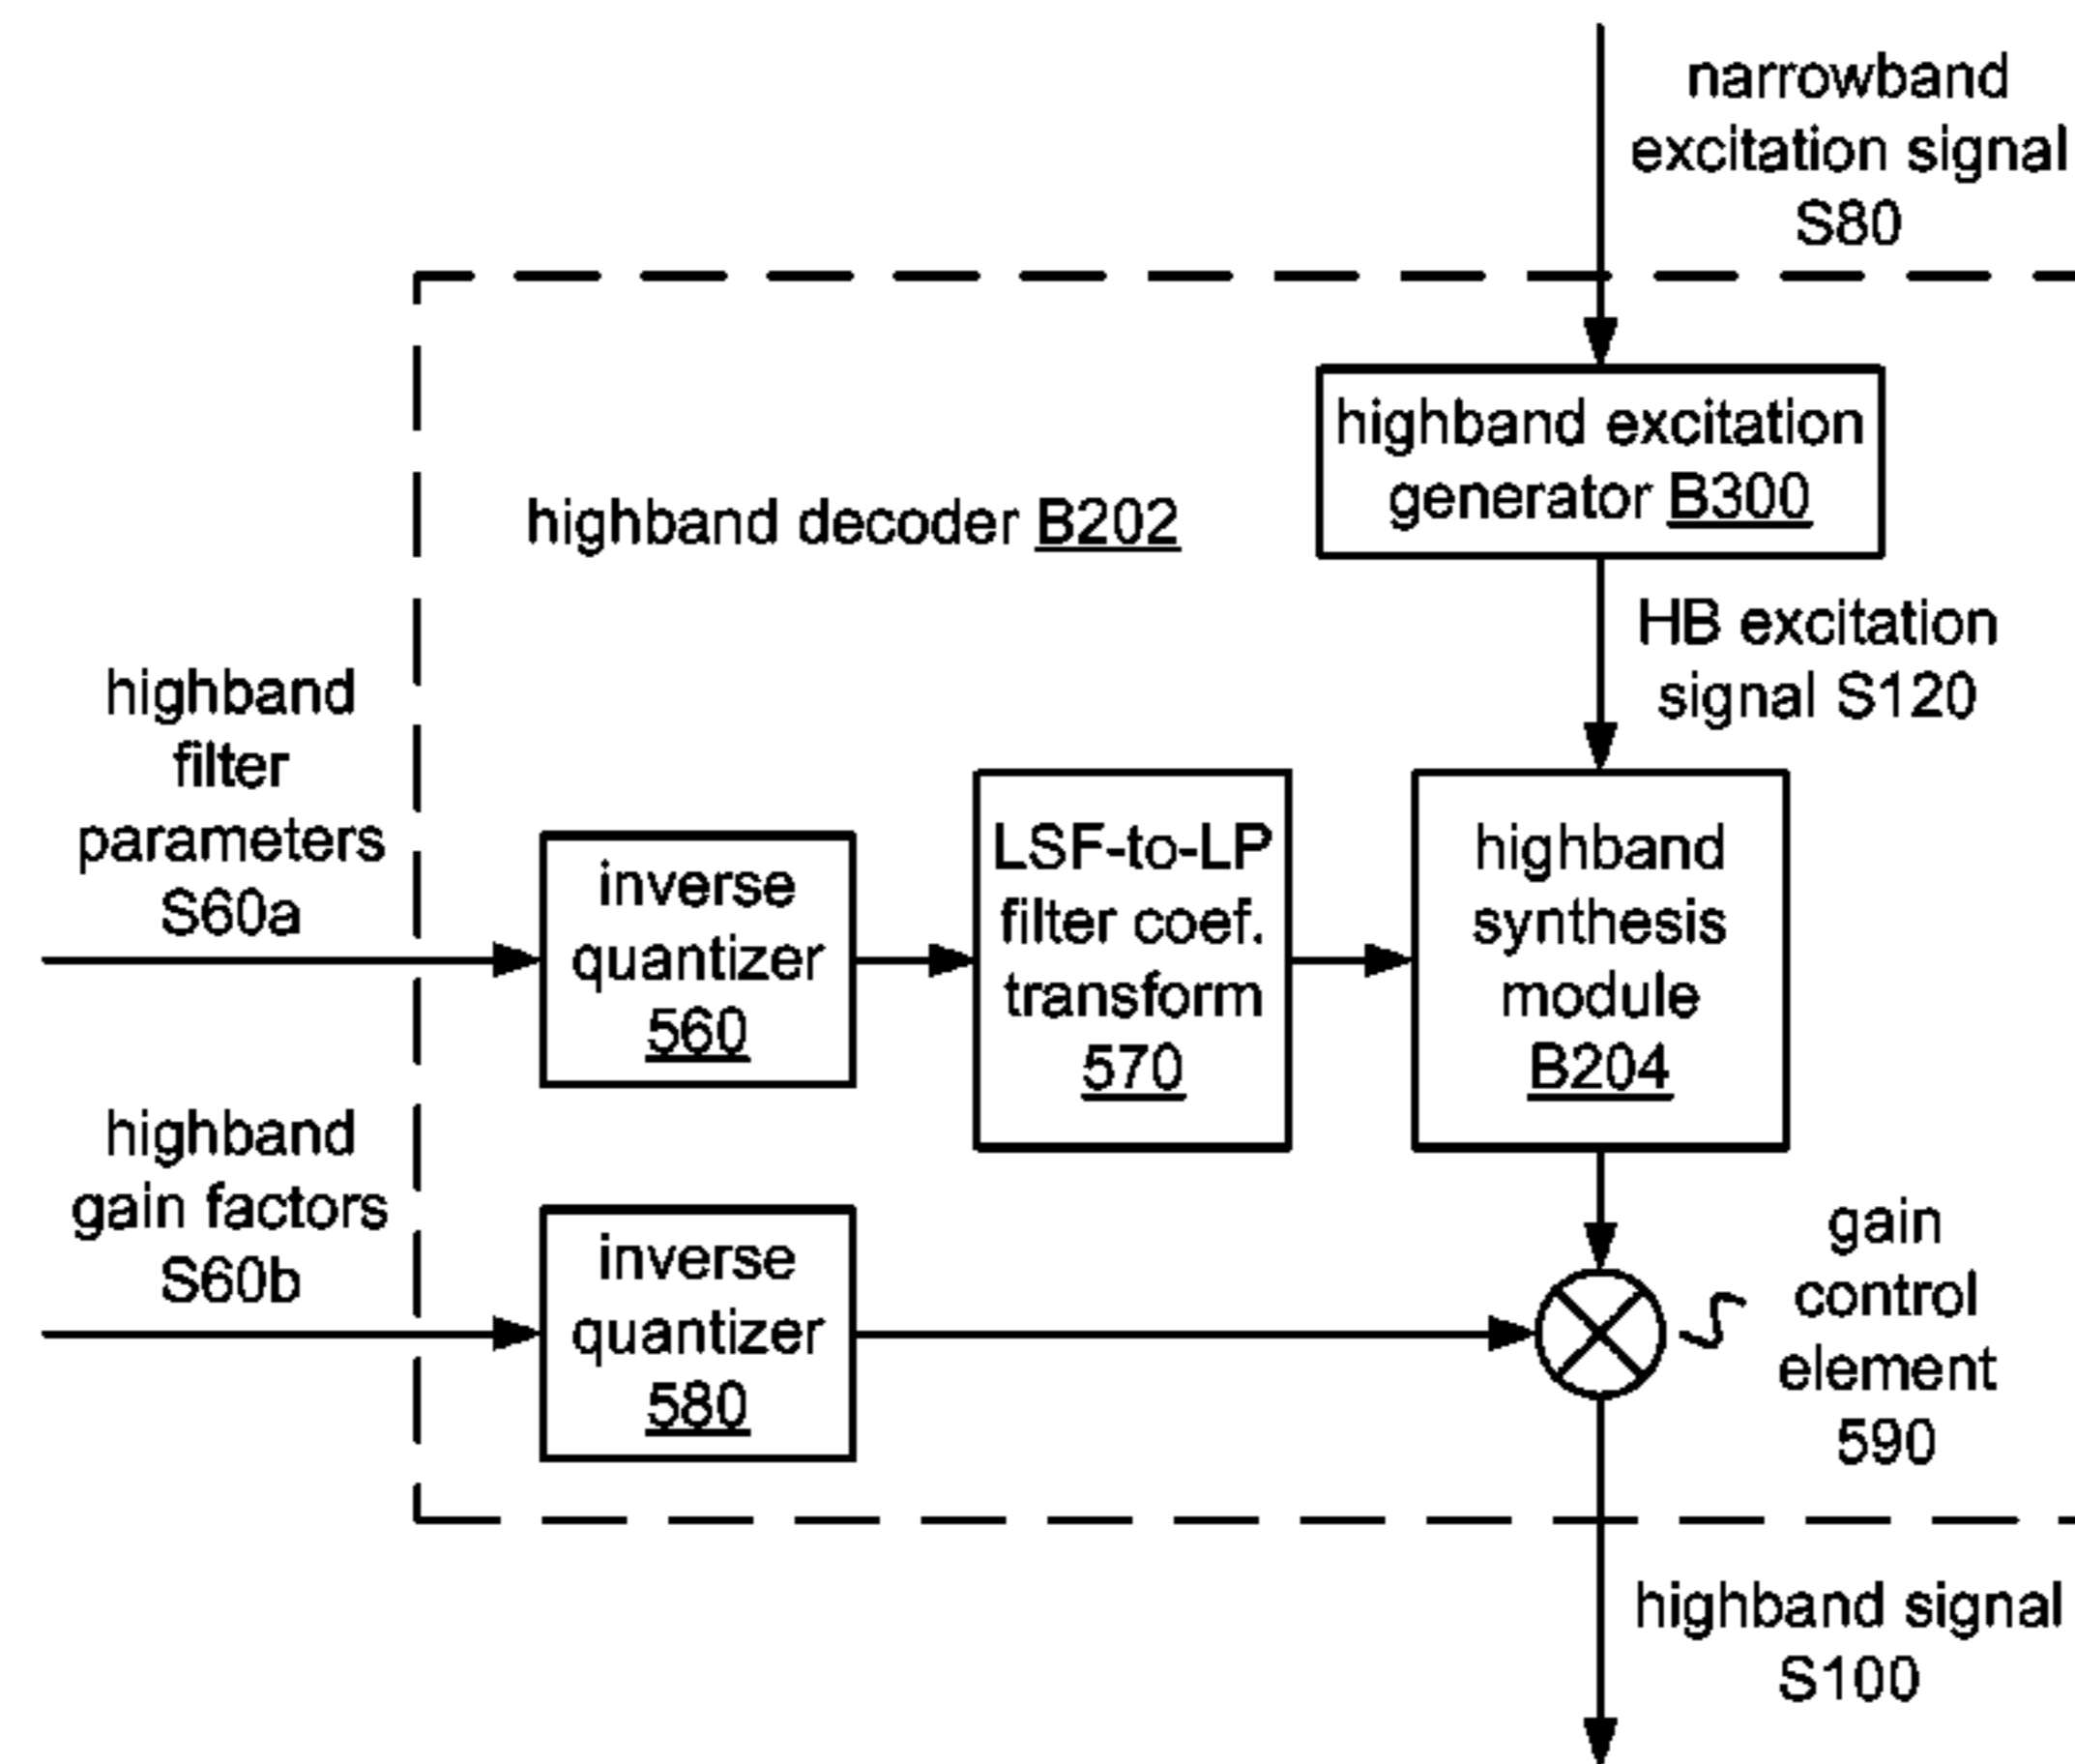 narrowband
excitation signal
S80
highband excitation
generator B300
highband decoder B202
HB excitation
signal S120
highband
filter
parameters
S60a
inverse
quantizer
560
LSF-to-LP
filter coef.
transform
570
highband
synthesis
module
B204
highband
gain factors
S60b
inverse
quantizer
580
gain
control
element
590
highband signal
S100